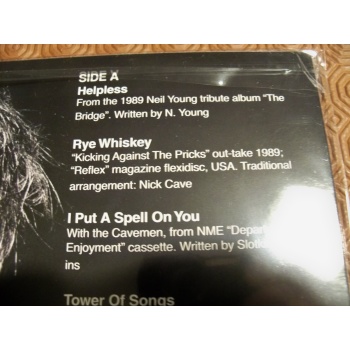 SIDE A
Helpless
From the 1989 Neil Young tribute album "The
Bridge". Written by N. Young
Rye Whiskey
"Kicking Against The Pricks" out-take 1989;
"Reflex" magazine flexidisc, USA. Traditional
arrangement: Nick Cave
I Put A Spell On You
With the Cavemen, from NME
Enjoyment" cassette. Written by
ins
Tower Of Songs